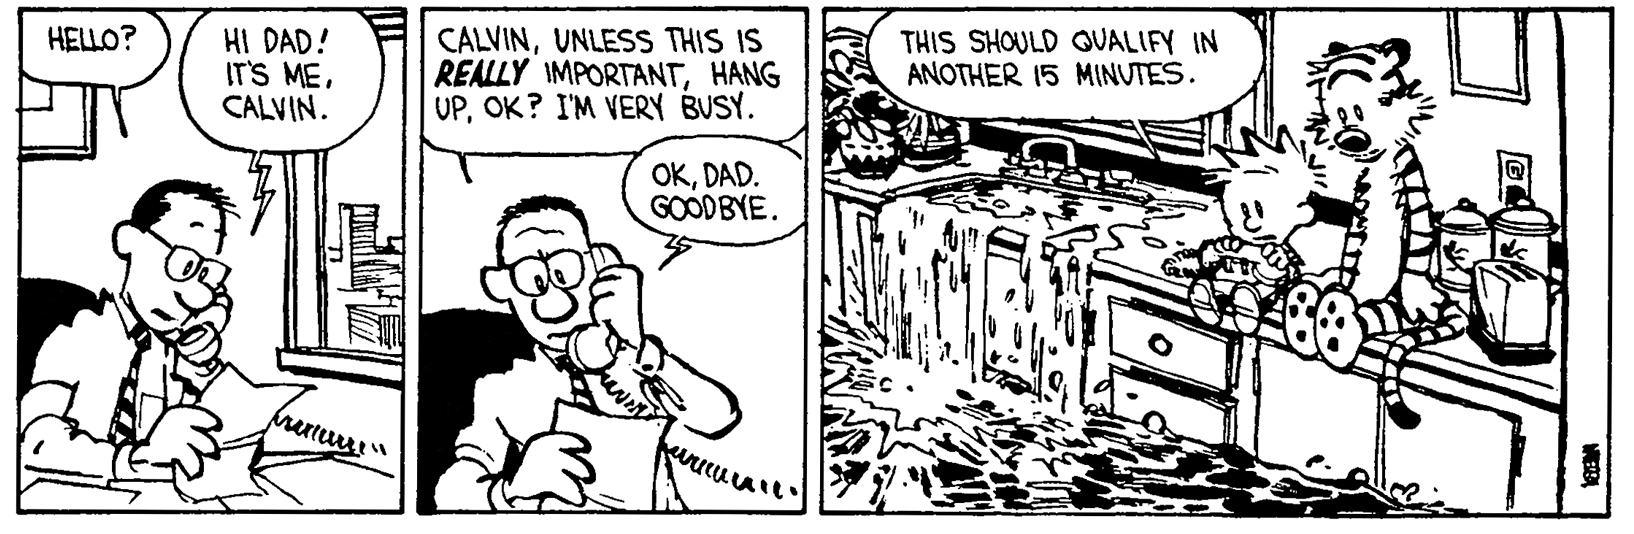 HELLO?
HI DAD!
IT'S ME,
CALVIN.
CALVIN, UNLESS THIS IS
REALLY IMPORTANT, HANG
UP, OK? I'M VERY BUSY.
OK, DAD.
GOODBYE.
THIS SHOULD QUALIFY IN
ANOTHER 15 MINUTES.